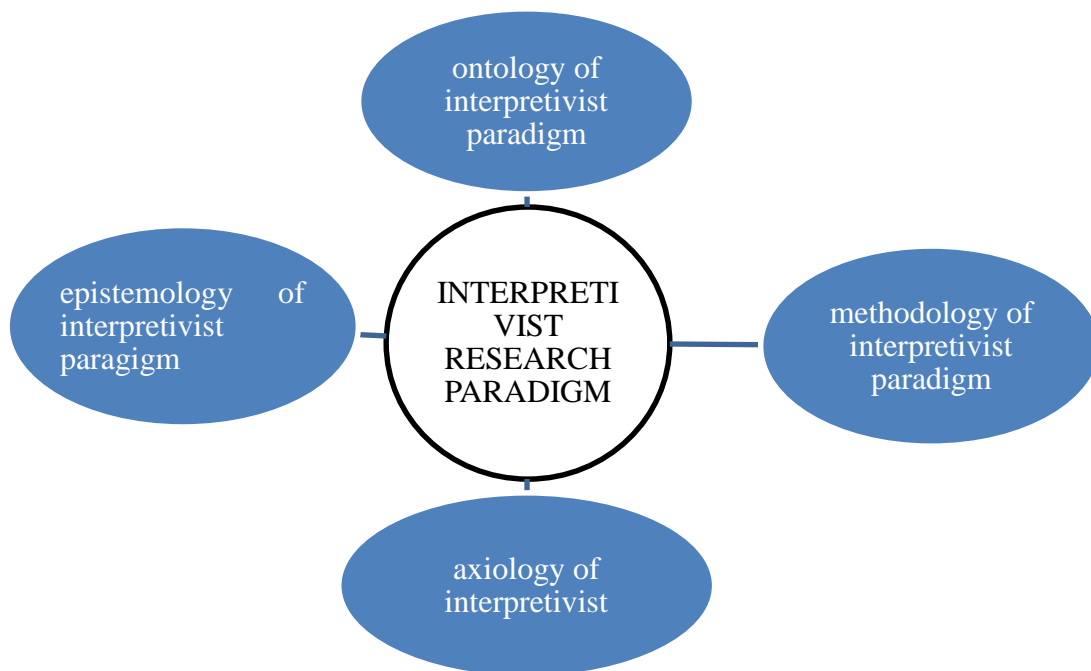 ontology of
interpretivist
paradigm
epistemology of
interpretivist
paragigm
INTERPRETI
VIST
RESEARCH
PARADIGM
methodology of
interpretivist
paradigm
axiology of
interpretivist